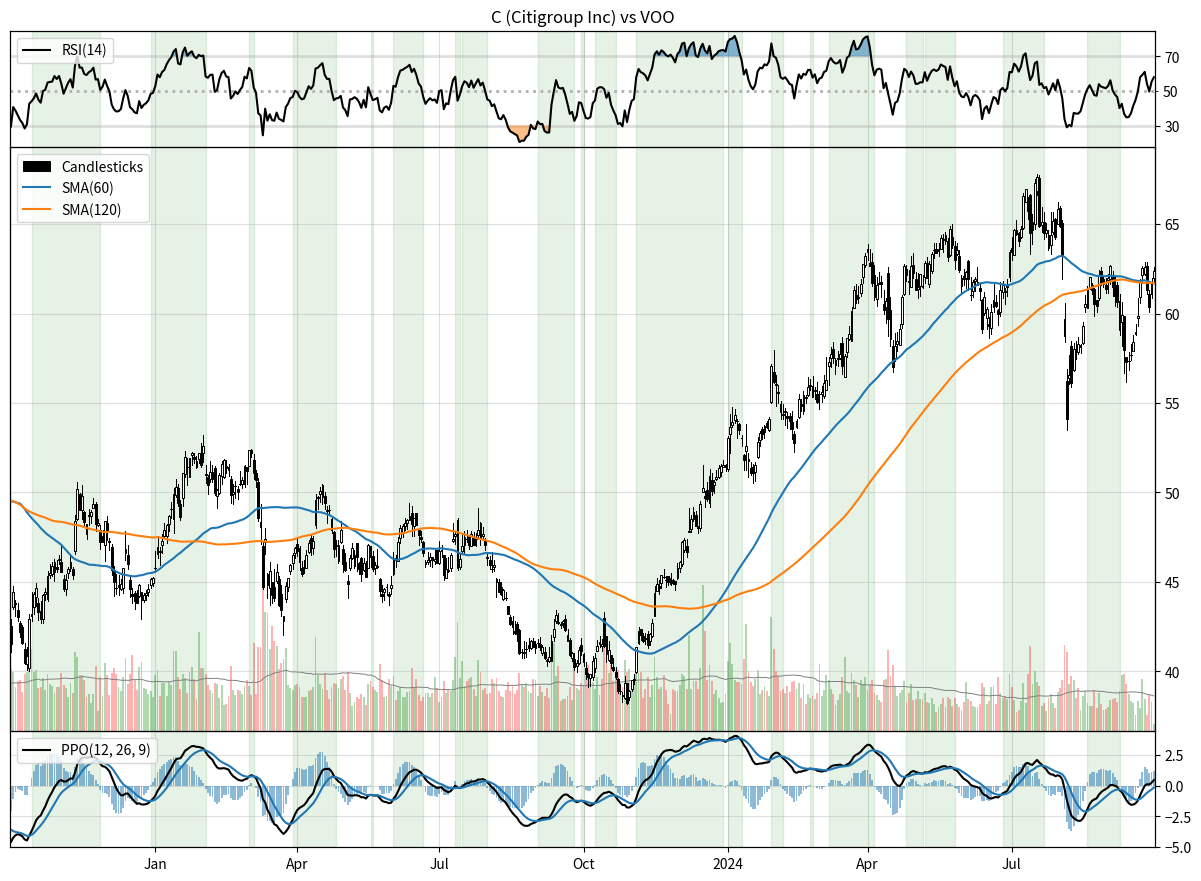 C (Citigroup Inc) vs VOO
RSI(14)
70
50
30
Candlesticks
SMA(60)
SMA(120)
65
60
55
50
45
40
PPO(12, 26, 9)
2.5
0.0
−2.5
−5.0
Jan Apr Jul Oct 2024 Apr Jul